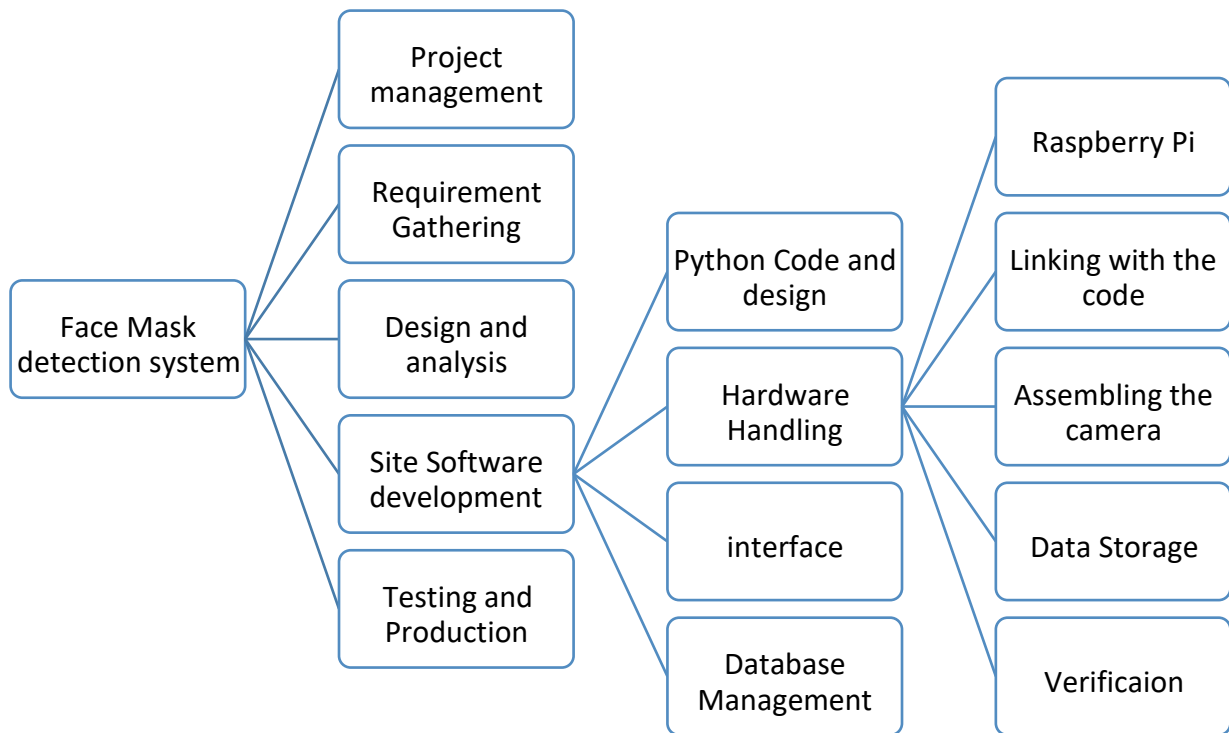 Face Mask
detection system
Project
management
Requirement
Gathering
Design and
analysis
Site Software
development
Testing and
Production
Python Code and
design
Hardware
Handling
interface
Database
Management
Raspberry Pi
Linking with the
code
Assembling the
camera
Data Storage
Verificaion